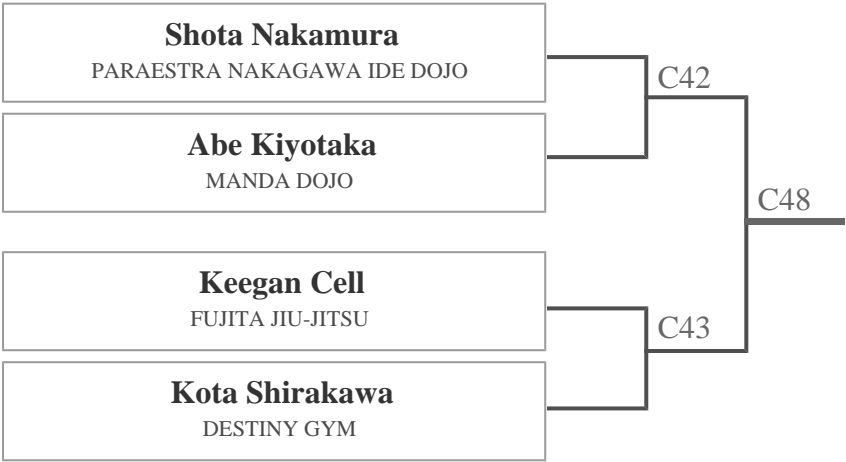 Shota Nakamura
PARAESTRA NAKAGAWA IDE DOJO
C42
Abe Kiyotaka
MANDA DOJO
C48
Keegan Cell
FUJITA JIU-JITSU
C43
Kota Shirakawa
DESTINY GYM